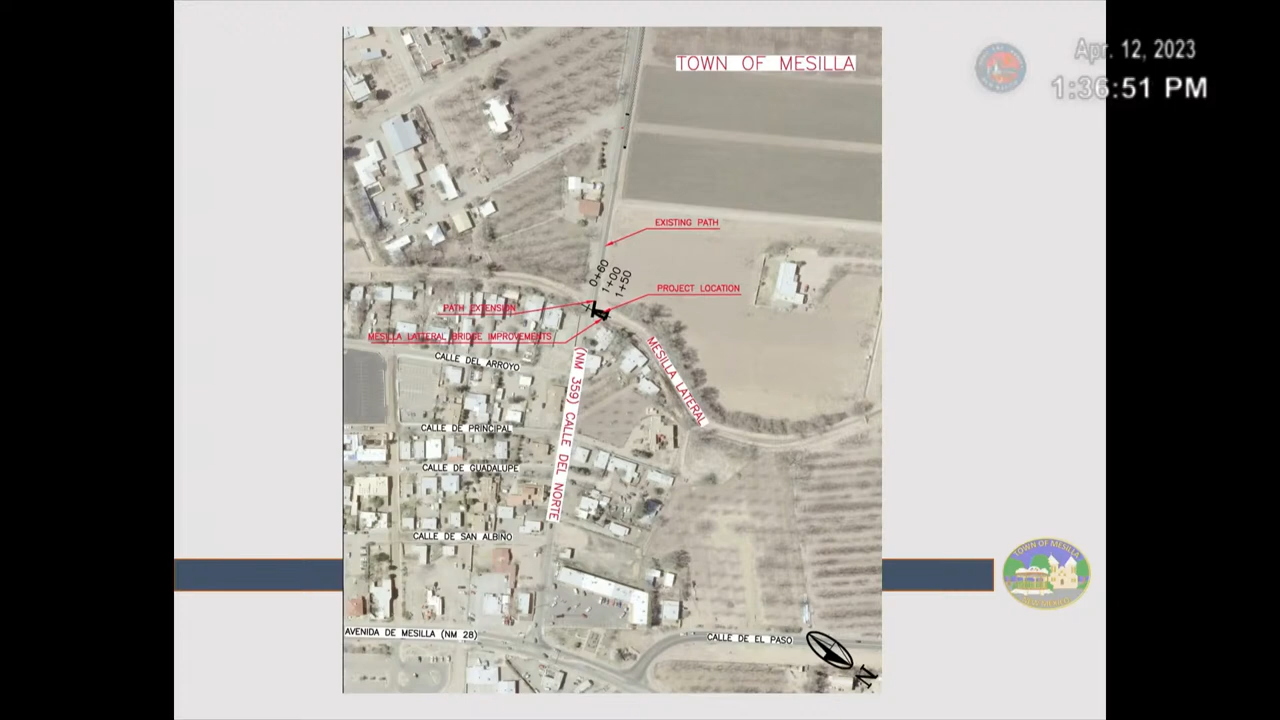 TOWN OF MESILLA
Apr. 12, 2023
1:36:51 PM
EXISTING PATH
0+60
1+00
1+50
PROJECT LOCATION
PATH EXTENSION
MESILLA LATTERAL BRIDGE IMPROVEMENTS
MESILLA LATERAL
CALLE DEL ARROYO
(NM 359) CALLE DEL NORTE
CALLE DE PRINCIPAL
CALLE DE GUADALUPE
CALLE DE SAN ALBINO
TOWN OF MESILLA
AVENIDA DE MESILLA (NM 28)
CALLE DE EL PASO
N